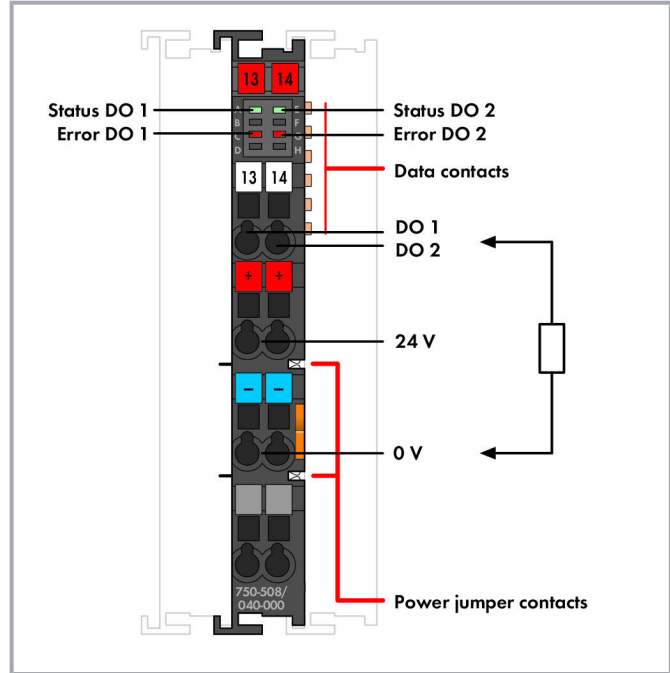 13 14
Status DO 1
Status DO 2
A
E
B
F
Error DO 1
Error DO 2
C
G
D
H
Data contacts
13 14
DO 1
DO 2
+ +
24 V
− −
0 V
750-508/
040-000
Power jumper contacts